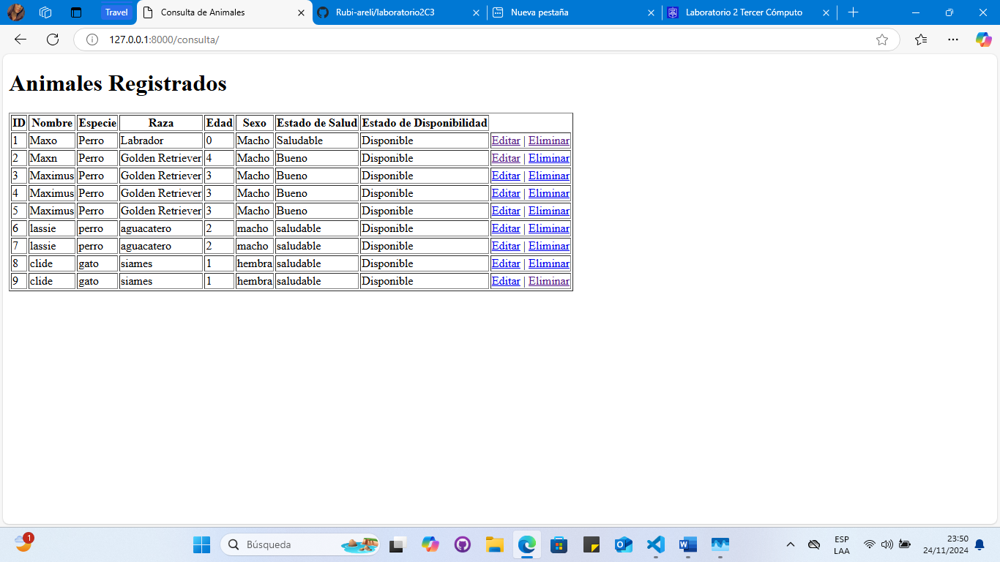 Travel Consulta de Animales Rubi-areli/laboratorio2C3 Nueva pestaña Laboratorio 2 Tercer Cómputo
127.0.0.1:8000/consulta/
Animales Registrados
ID Nombre Especie Raza Edad Sexo Estado de Salud Estado de Disponibilidad
1 Maxo Perro Labrador 0 Macho Saludable Disponible Editar | Eliminar
2 Maxn Perro Golden Retriever 4 Macho Bueno Disponible Editar | Eliminar
3 Maximus Perro Golden Retriever 3 Macho Bueno Disponible Editar | Eliminar
4 Maximus Perro Golden Retriever 3 Macho Bueno Disponible Editar | Eliminar
5 Maximus Perro Golden Retriever 3 Macho Bueno Disponible Editar | Eliminar
6 lassie perro aguacatero 2 macho saludable Disponible Editar | Eliminar
7 lassie perro aguacatero 2 macho saludable Disponible Editar | Eliminar
8 clide gato siames 1 hembra saludable Disponible Editar | Eliminar
9 clide gato siames 1 hembra saludable Disponible Editar | Eliminar
1
Búsqueda
ESP
LAA
23:50
24/11/2024